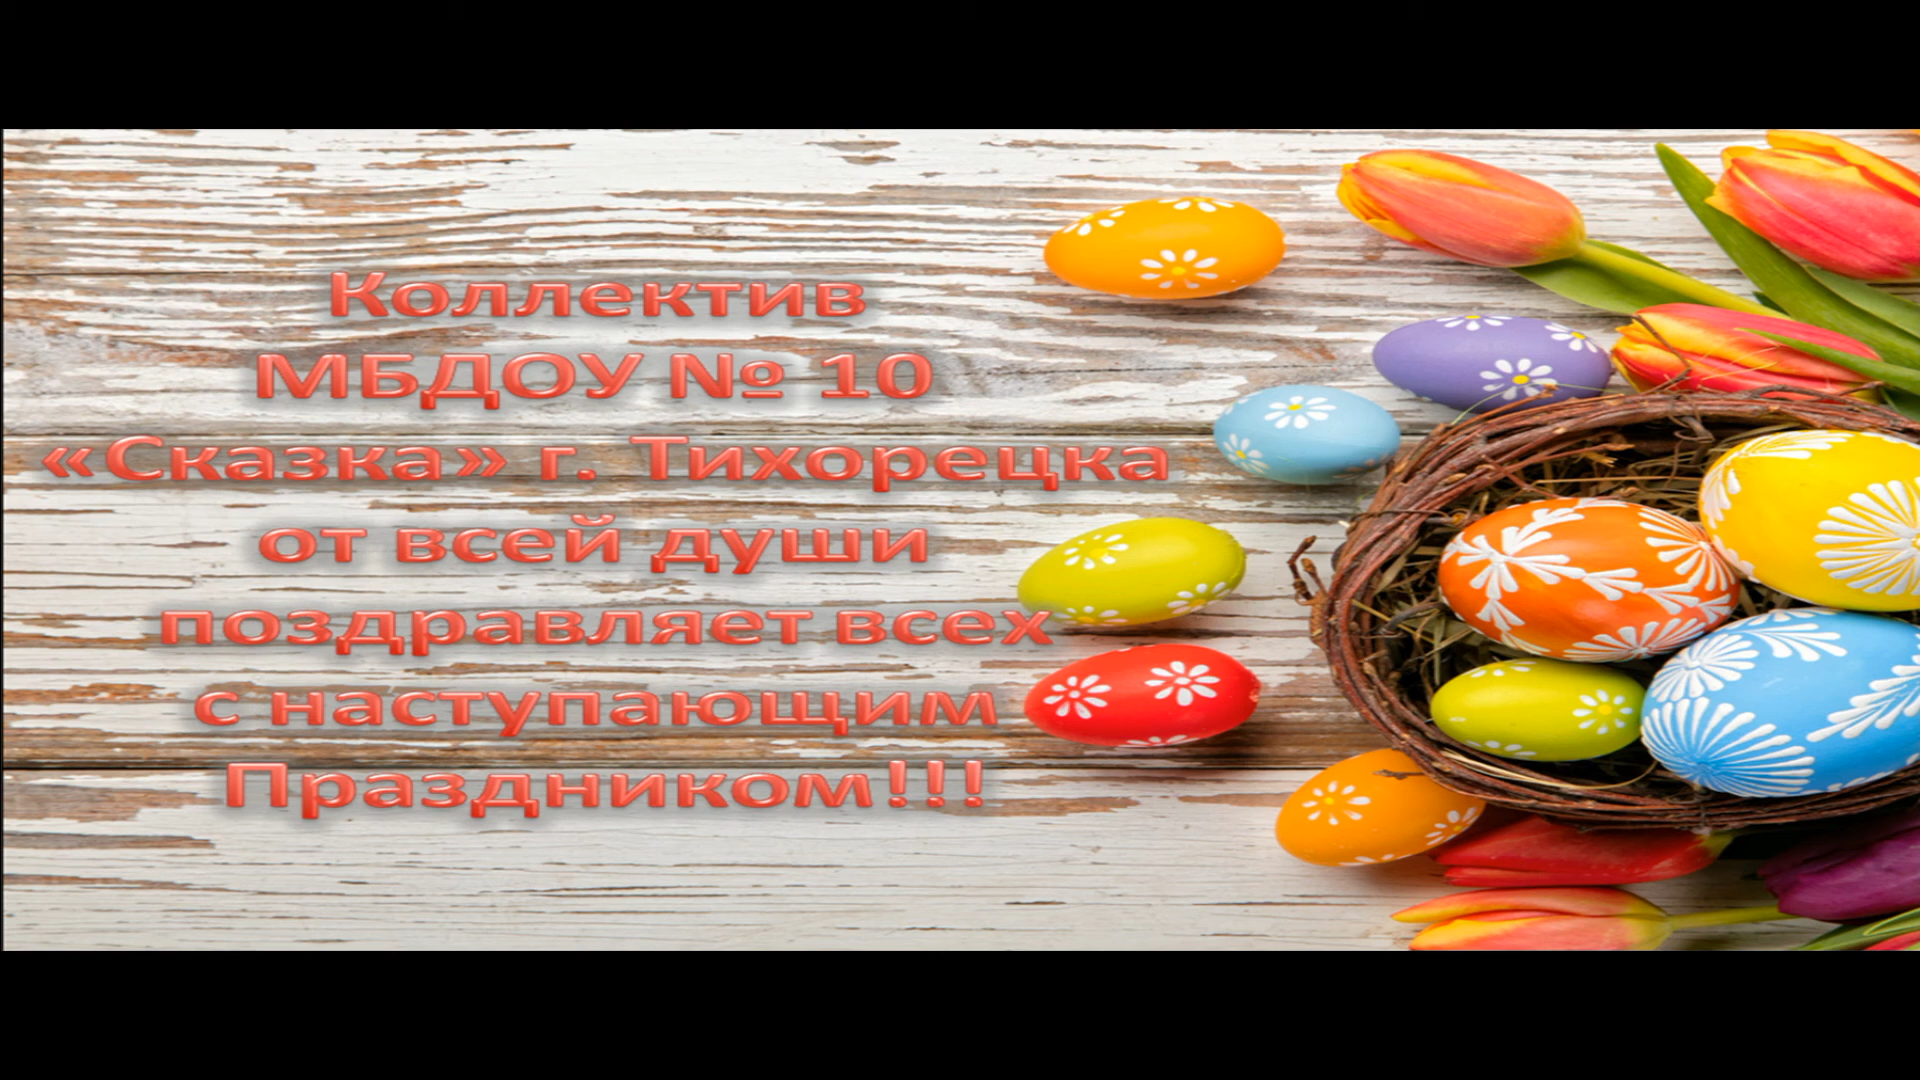 Коллектив
МБДОУ № 10
«Сказка» г. Тихорецка
от всей души
поздравляет всех
с наступающим
Праздником!!!